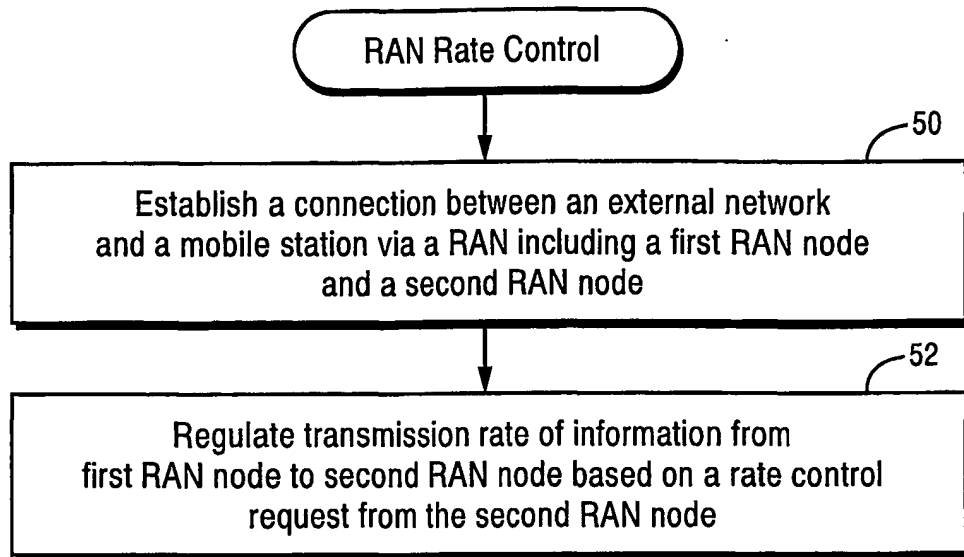 RAN Rate Control
50
Establish a connection between an external network
and a mobile station via a RAN including a first RAN node
and a second RAN node
52
Regulate transmission rate of information from
first RAN node to second RAN node based on a rate control
request from the second RAN node